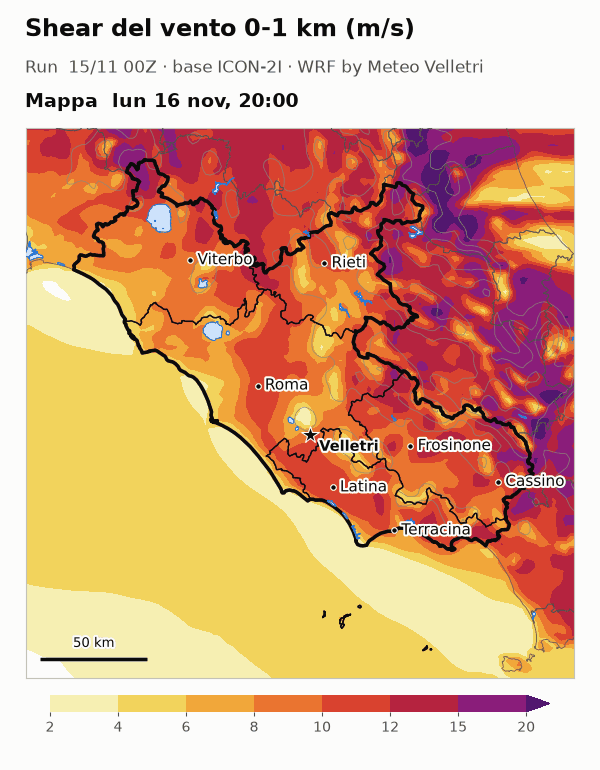 Shear del vento 0-1 km (m/s)
Run  15/11 00Z · base ICON-2I · WRF by Meteo Velletri
Mappa  lun 16 nov, 20:00
Viterbo
Rieti
Roma
Velletri
Frosinone
Cassino
Latina
Terracina
50 km
2 4 6 8 10 12 15 20